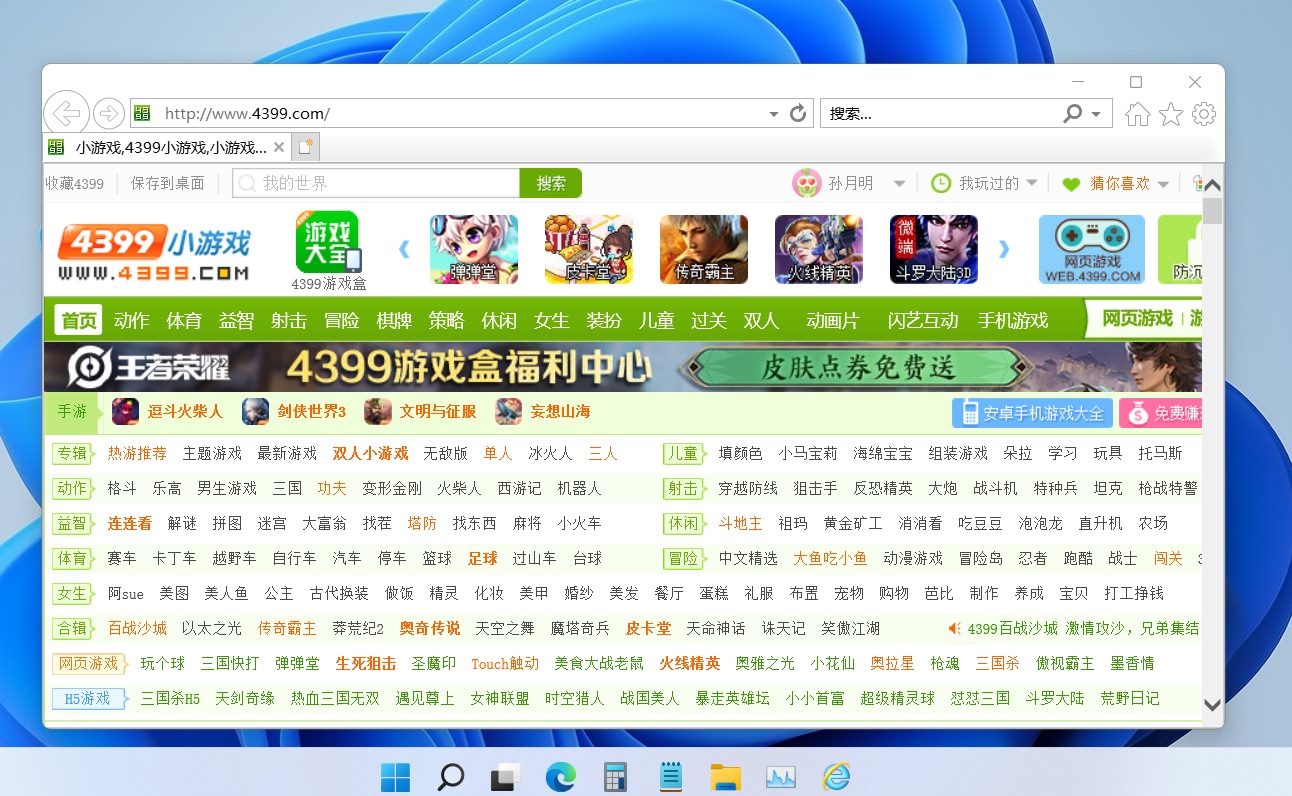 http://www.4399.com/
搜索...
小游戏,4399小游戏,小游戏...
收藏4399 保存到桌面 我的世界 搜索 孙月明 我玩过的 猜你喜欢
4399小游戏
WWW.4399.COM
游戏大全
4399游戏盒
弹弹堂 皮卡堂 传奇霸主 火线精英 微端 斗罗大陆3D
网页游戏
WEB.4399.COM
防沉
首页 动作 体育 益智 射击 冒险 棋牌 策略 休闲 女生 装扮 儿童 过关 双人 动画片 闪艺互动 手机游戏 网页游戏 游
王者荣耀 4399游戏盒福利中心 皮肤点券免费送
手游 逗斗火柴人 剑侠世界3 文明与征服 妄想山海 安卓手机游戏大全 免费赚
专辑 热游推荐 主题游戏 最新游戏 双人小游戏 无敌版 单人 冰火人 三人 儿童 填颜色 小马宝莉 海绵宝宝 组装游戏 朵拉 学习 玩具 托马斯
动作 格斗 乐高 男生游戏 三国 功夫 变形金刚 火柴人 西游记 机器人 射击 穿越防线 狙击手 反恐精英 大炮 战斗机 特种兵 坦克 枪战特警
益智 连连看 解谜 拼图 迷宫 大富翁 找茬 塔防 找东西 麻将 小火车 休闲 斗地主 祖玛 黄金矿工 消消看 吃豆豆 泡泡龙 直升机 农场
体育 赛车 卡丁车 越野车 自行车 汽车 停车 篮球 足球 过山车 台球 冒险 中文精选 大鱼吃小鱼 动漫游戏 冒险岛 忍者 跑酷 战士 闯关
女生 阿sue 美图 美人鱼 公主 古代换装 做饭 精灵 化妆 美甲 婚纱 美发 餐厅 蛋糕 礼服 布置 宠物 购物 芭比 制作 养成 宝贝 打工挣钱
合辑 百战沙城 以太之光 传奇霸主 莽荒纪2 奥奇传说 天空之舞 魔塔奇兵 皮卡堂 天命神话 诛天记 笑傲江湖 4399百战沙城 激情攻沙，兄弟集结
网页游戏 玩个球 三国快打 弹弹堂 生死狙击 圣魔印 Touch触动 美食大战老鼠 火线精英 奥雅之光 小花仙 奥拉星 枪魂 三国杀 傲视霸主 墨香情
H5游戏 三国杀H5 天剑奇缘 热血三国无双 遇见尊上 女神联盟 时空猎人 战国美人 暴走英雄坛 小小首富 超级精灵球 怼怼三国 斗罗大陆 荒野日记